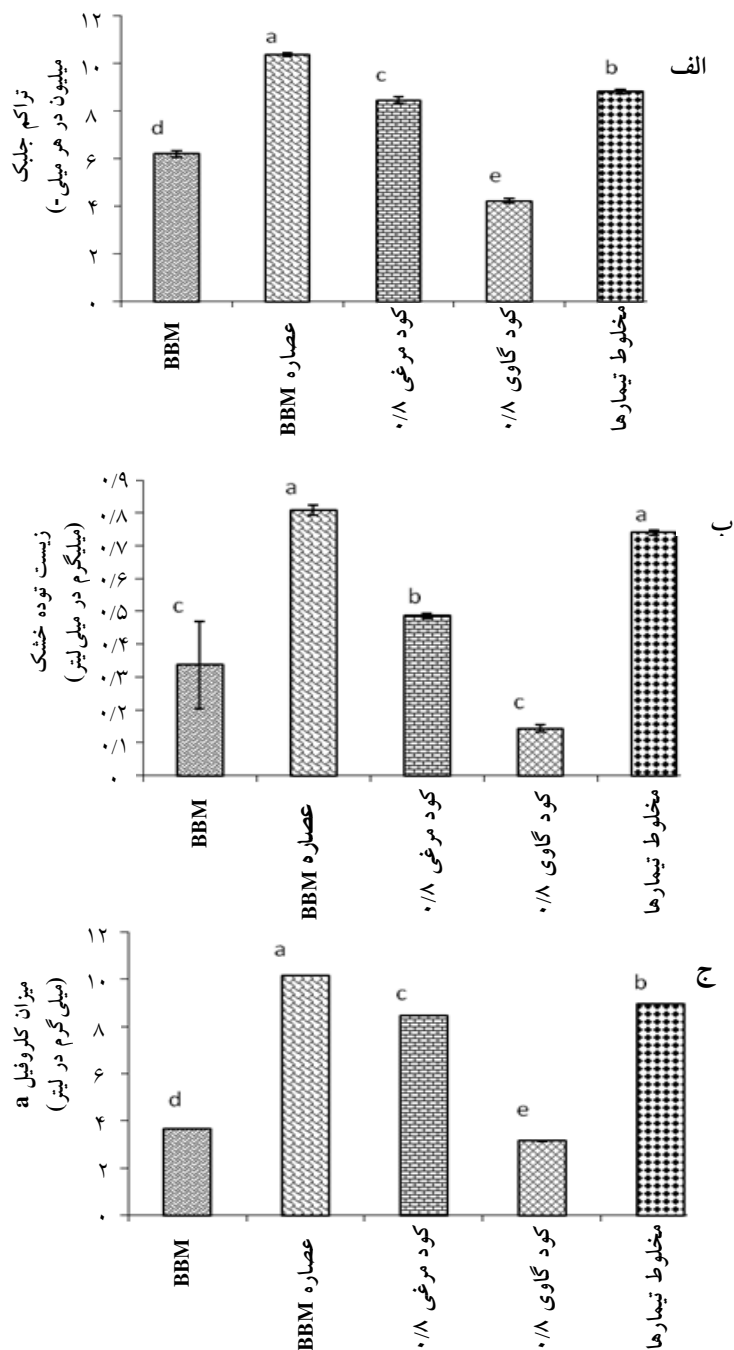 الف
تراکم جلبک
(میلیون در هر میلی-
۱۲
۱۰
۸
۶
۴
۲
۰
d
a
c
e
b
BBM
عصاره BBM
کود مرغی ۰/۸
کود گاوی ۰/۸
مخلوط تیمارها
ب
زیست توده خشک
(میلیگرم در میلی‌لیتر)
۰/۹
۰/۸
۰/۷
۰/۶
۰/۵
۰/۴
۰/۳
۰/۲
۰/۱
۰
c
a
b
c
a
BBM
عصاره BBM
کود مرغی ۰/۸
کود گاوی ۰/۸
مخلوط تیمارها
ج
میزان کلروفیل a
(میلی‌گرم در لیتر)
۱۲
۱۰
۸
۶
۴
۲
۰
d
a
c
e
b
BBM
عصاره BBM
کود مرغی ۰/۸
کود گاوی ۰/۸
مخلوط تیمارها